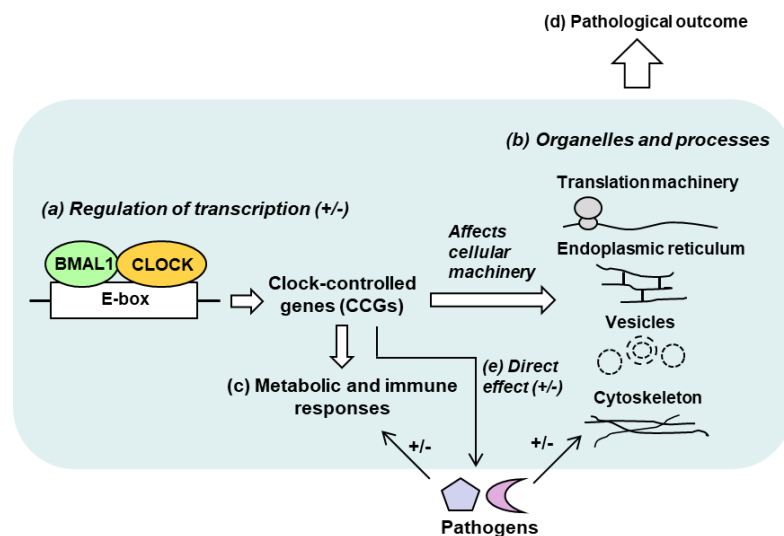 (d) Pathological outcome
(b) Organelles and processes
Translation machinery
(a) Regulation of transcription (+/-)
Affects
cellular
machinery
Endoplasmic reticulum
BMAL1
CLOCK
E-box
Clock-controlled
genes (CCGs)
Vesicles
(e) Direct
effect (+/-)
(c) Metabolic and immune
responses
Cytoskeleton
+/-
+/-
Pathogens